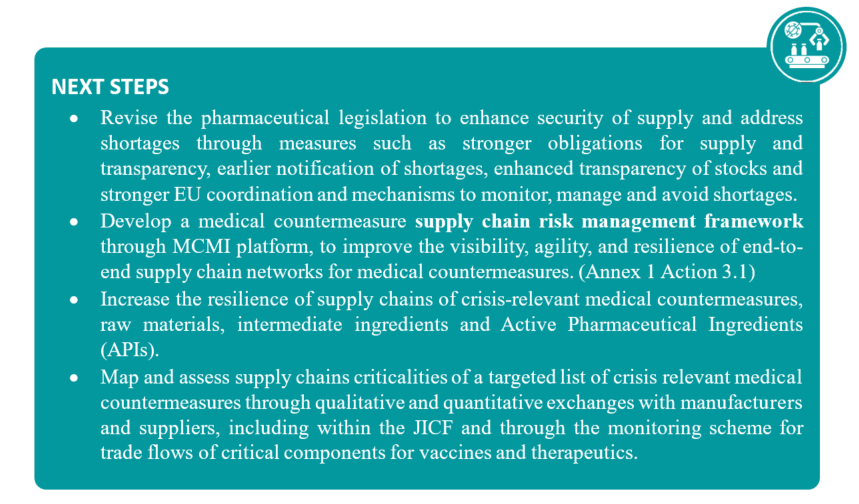 NEXT STEPS
• Revise the pharmaceutical legislation to enhance security of supply and address
shortages through measures such as stronger obligations for supply and
transparency, earlier notification of shortages, enhanced transparency of stocks and
stronger EU coordination and mechanisms to monitor, manage and avoid shortages.
• Develop a medical countermeasure supply chain risk management framework
through MCMI platform, to improve the visibility, agility, and resilience of end-to-
end supply chain networks for medical countermeasures. (Annex 1 Action 3.1)
• Increase the resilience of supply chains of crisis-relevant medical countermeasures,
raw materials, intermediate ingredients and Active Pharmaceutical Ingredients
(APIs).
• Map and assess supply chains criticalities of a targeted list of crisis relevant medical
countermeasures through qualitative and quantitative exchanges with manufacturers
and suppliers, including within the JICF and through the monitoring scheme for
trade flows of critical components for vaccines and therapeutics.